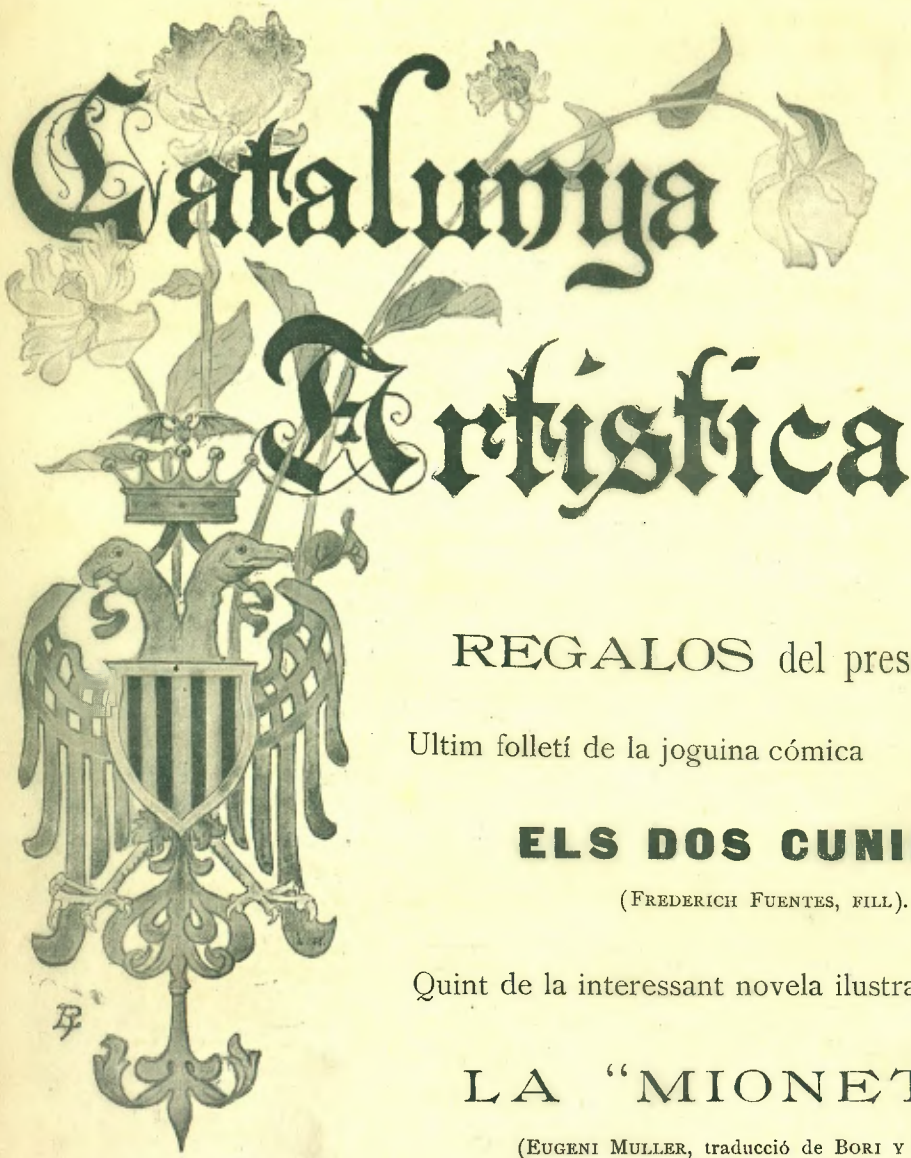 Catalunya
Artística
REGALOS del pres
Ultim folletí de la joguina cómica
ELS DOS CUNI
(FREDERICH FUENTES, FILL).
Quint de la interessant novela ilustra
LA “MIONET
(EUGENI MULLER, traducció de BORI Y